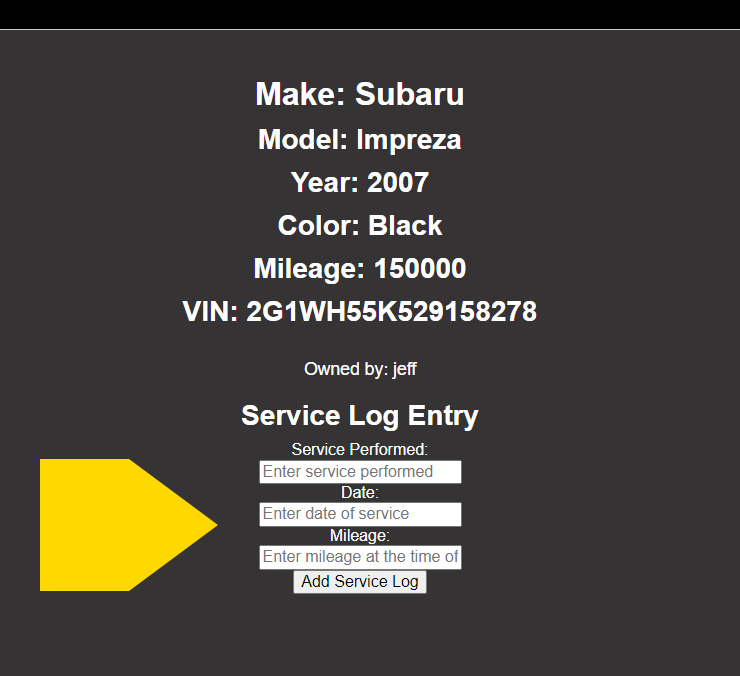 Make: Subaru
Model: Impreza
Year: 2007
Color: Black
Mileage: 150000
VIN: 2G1WH55K529158278
Owned by: jeff
Service Log Entry
Service Performed:
Enter service performed
Date:
Enter date of service
Mileage:
Enter mileage at the time of
Add Service Log